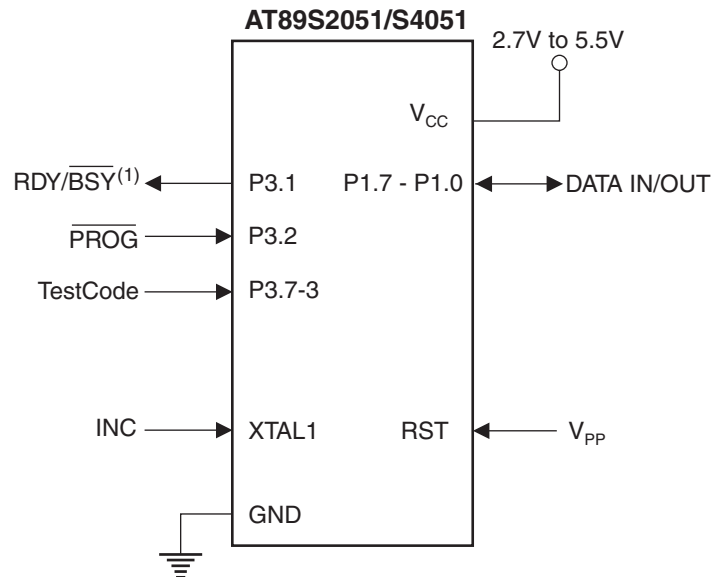 AT89S2051/S4051
2.7V to 5.5V
VCC
RDY/BSY(1) P3.1 P1.7 - P1.0 DATA IN/OUT
PROG P3.2
TestCode P3.7-3
INC XTAL1 RST VPP
GND